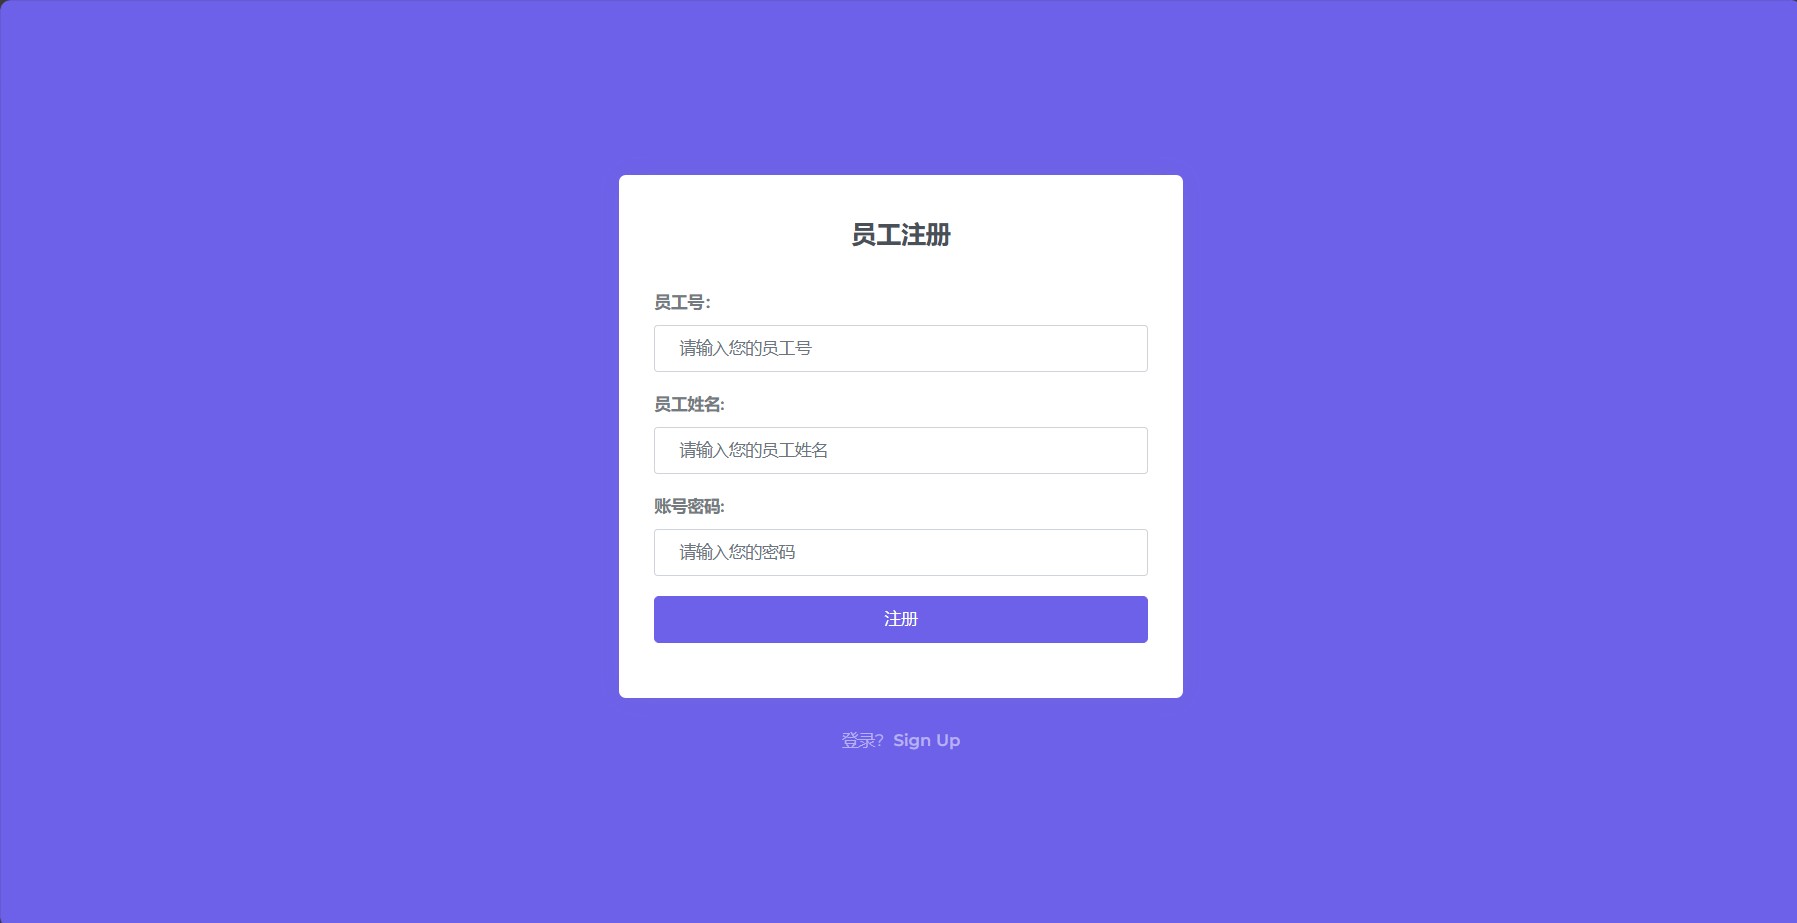 员工注册
员工号:
请输入您的员工号
员工姓名:
请输入您的员工姓名
账号密码:
请输入您的密码
注册
登录? Sign Up